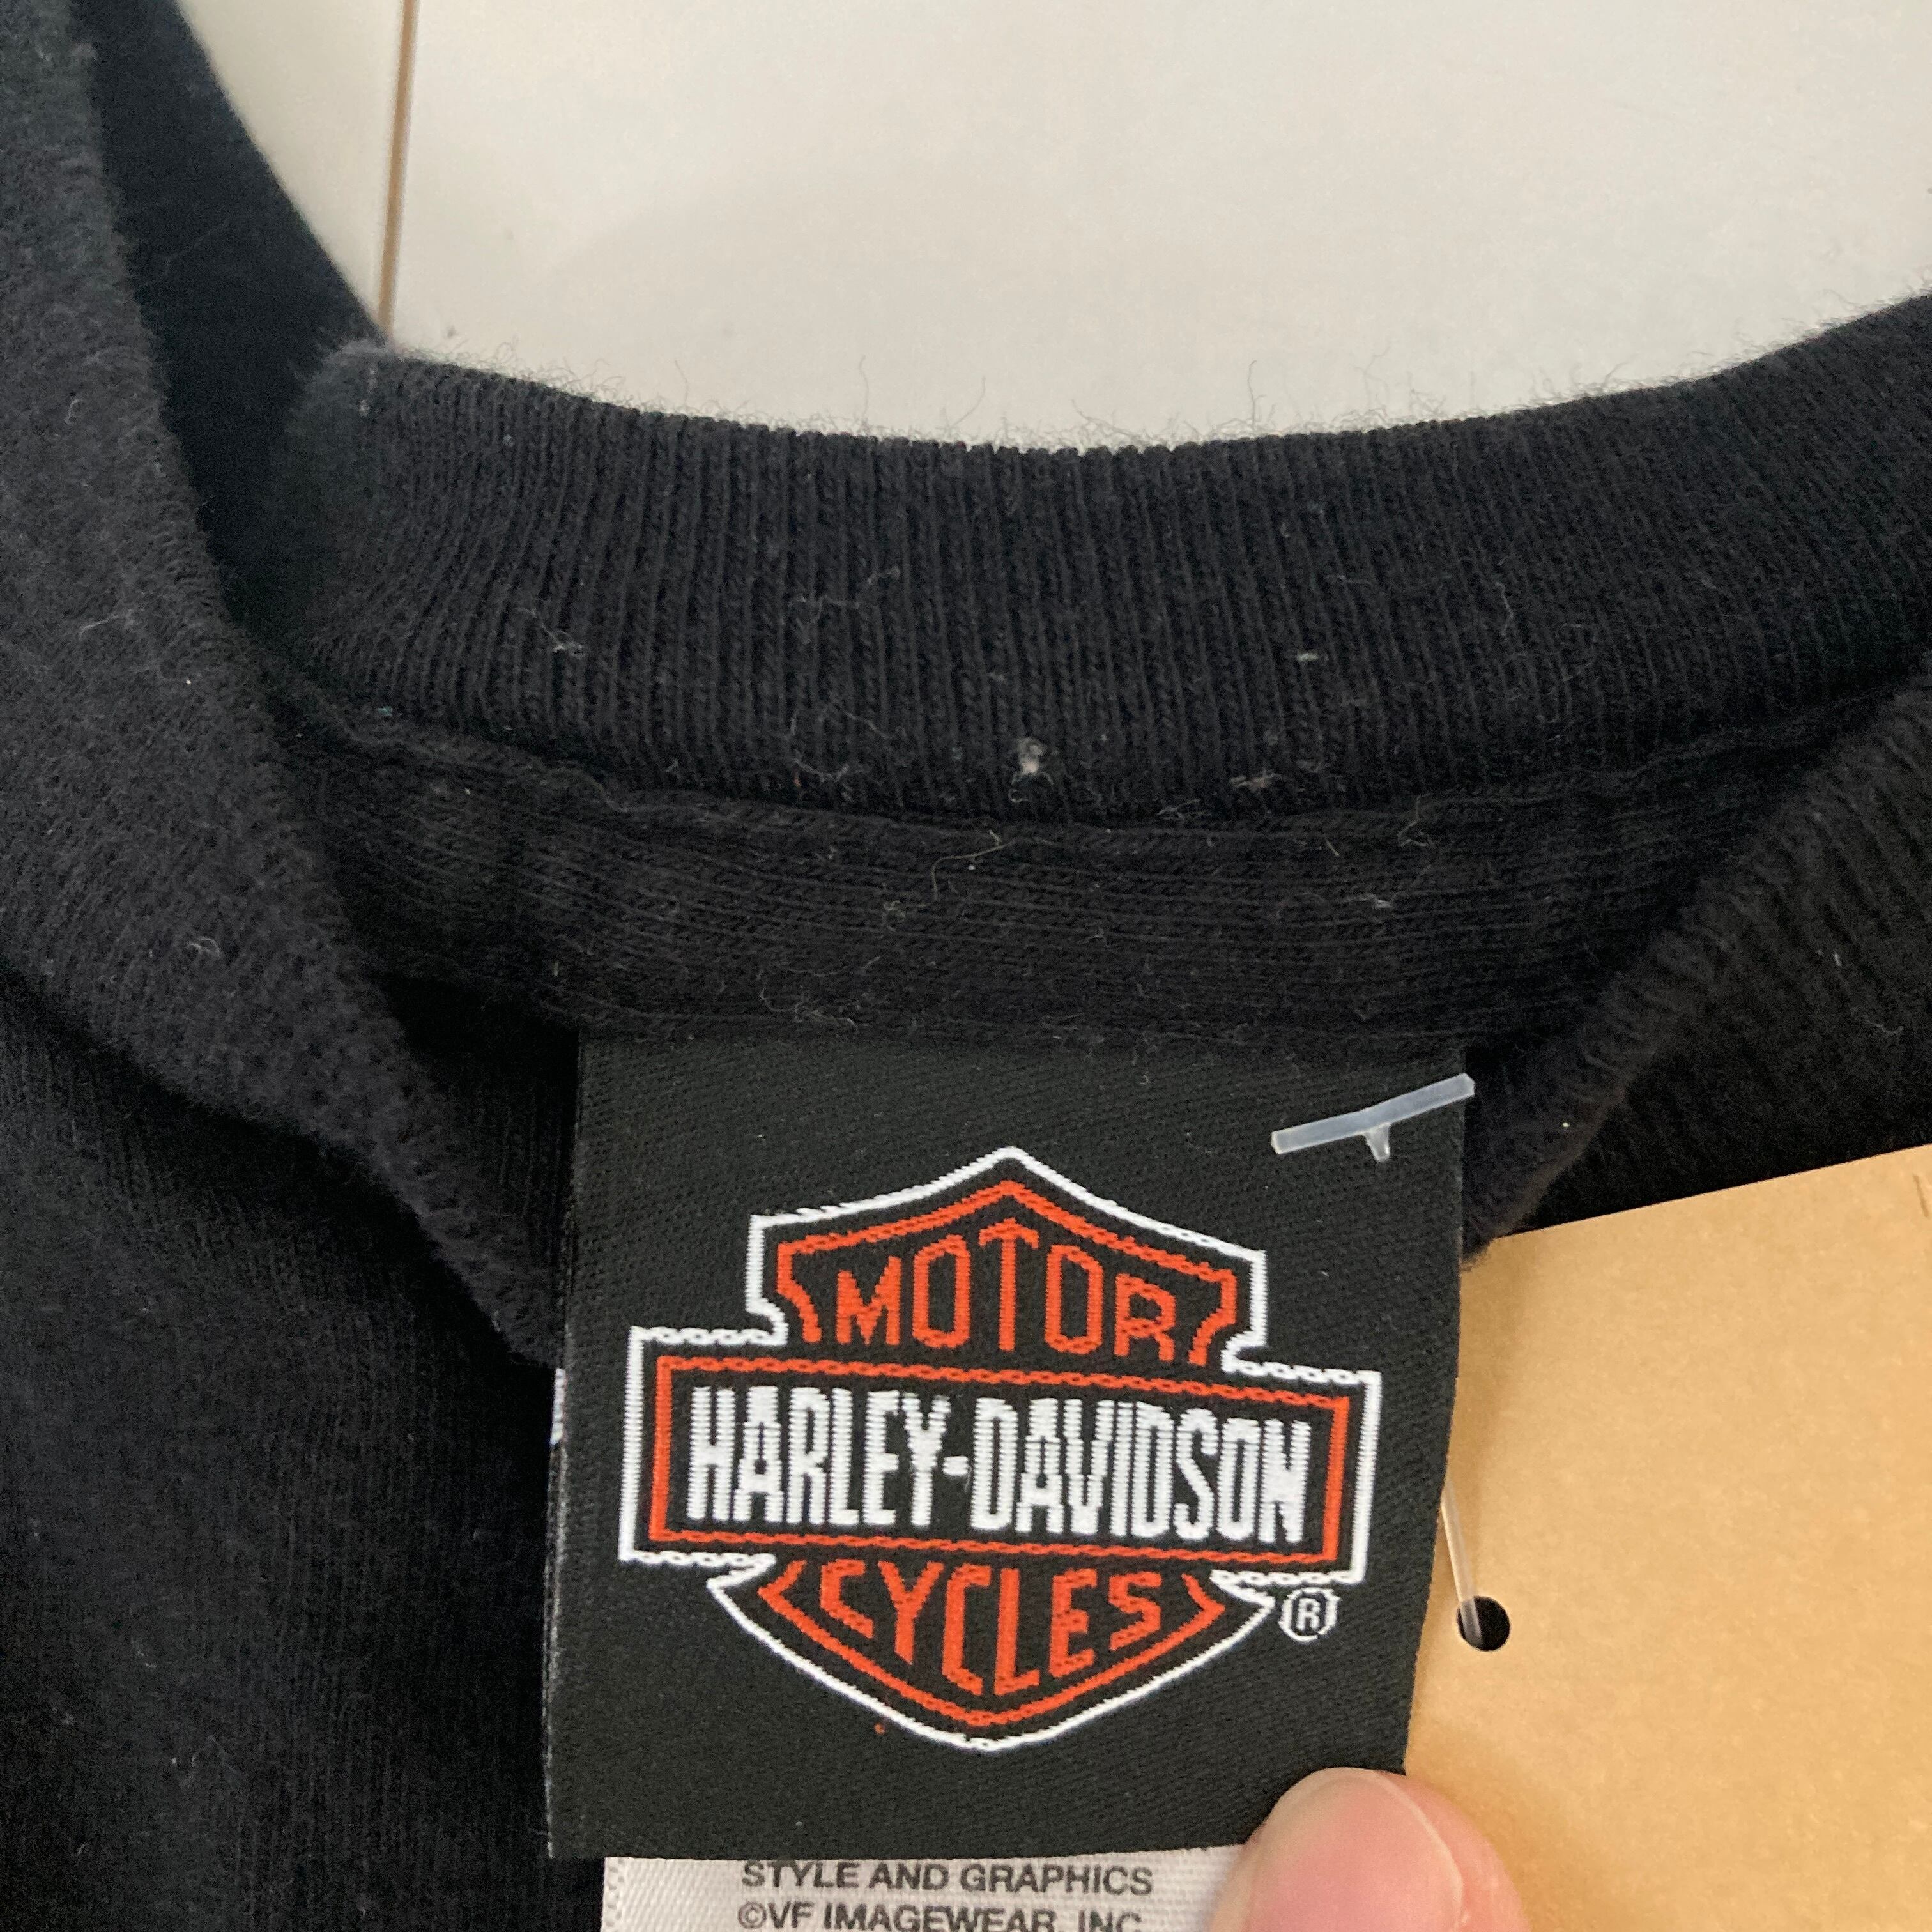 MOTOR
HARLEY-DAVIDSON
CYCLES
®
STYLE AND GRAPHICS
©VF IMAGEWEAR, INC.